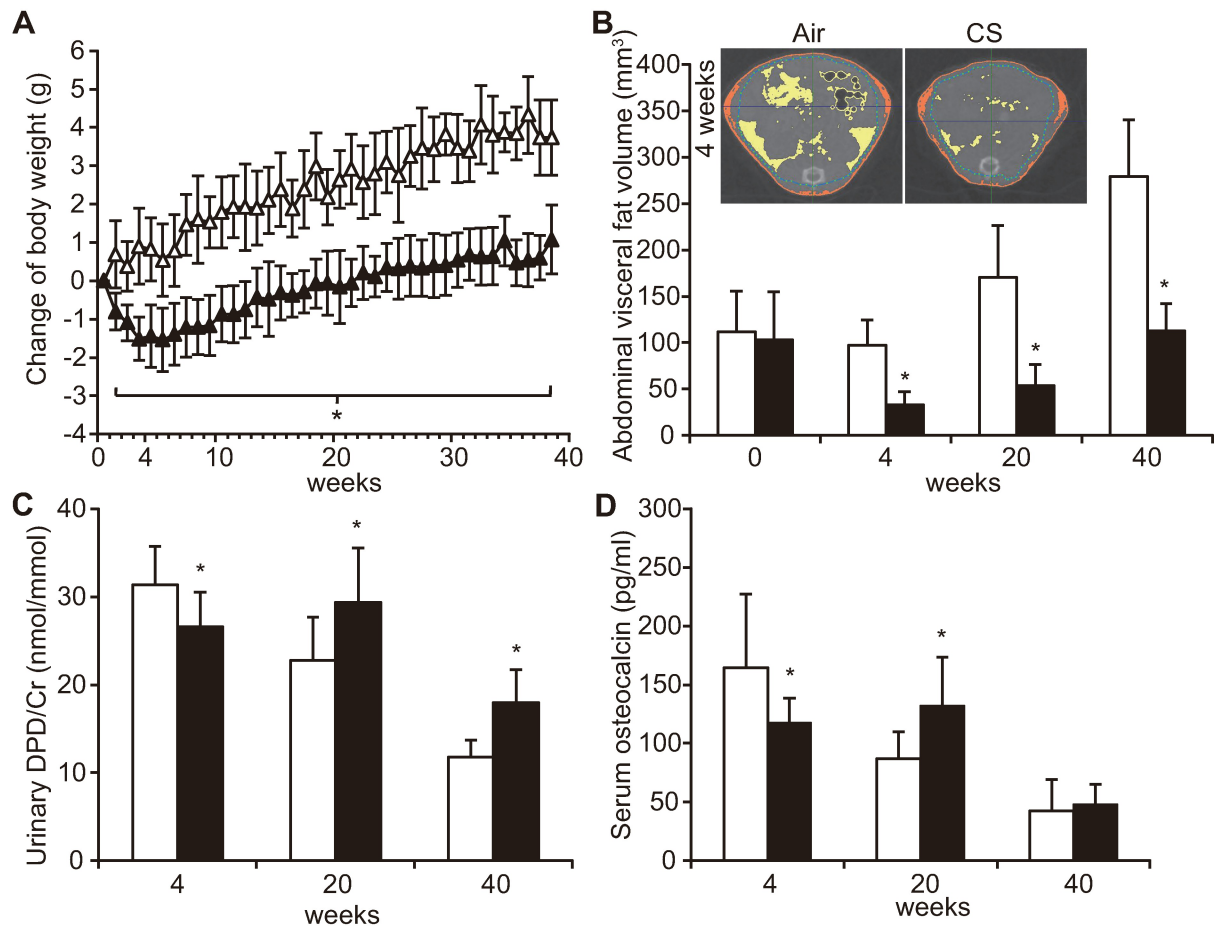 A
Change of body weight (g)
6
5
4
3
2
1
0
-1
-2
-3
-4
*
0 4 10 20 30 40
weeks
B
Air CS
4 weeks
Abdominal visceral fat volume (mm³)
400
350
300
250
200
150
100
50
0
* * *
0 4 20 40
weeks
C
Urinary DPD/Cr (nmol/mmol)
40
30
20
10
0
* * *
4 20 40
weeks
D
Serum osteocalcin (pg/ml)
300
250
200
150
100
50
0
* *
4 20 40
weeks